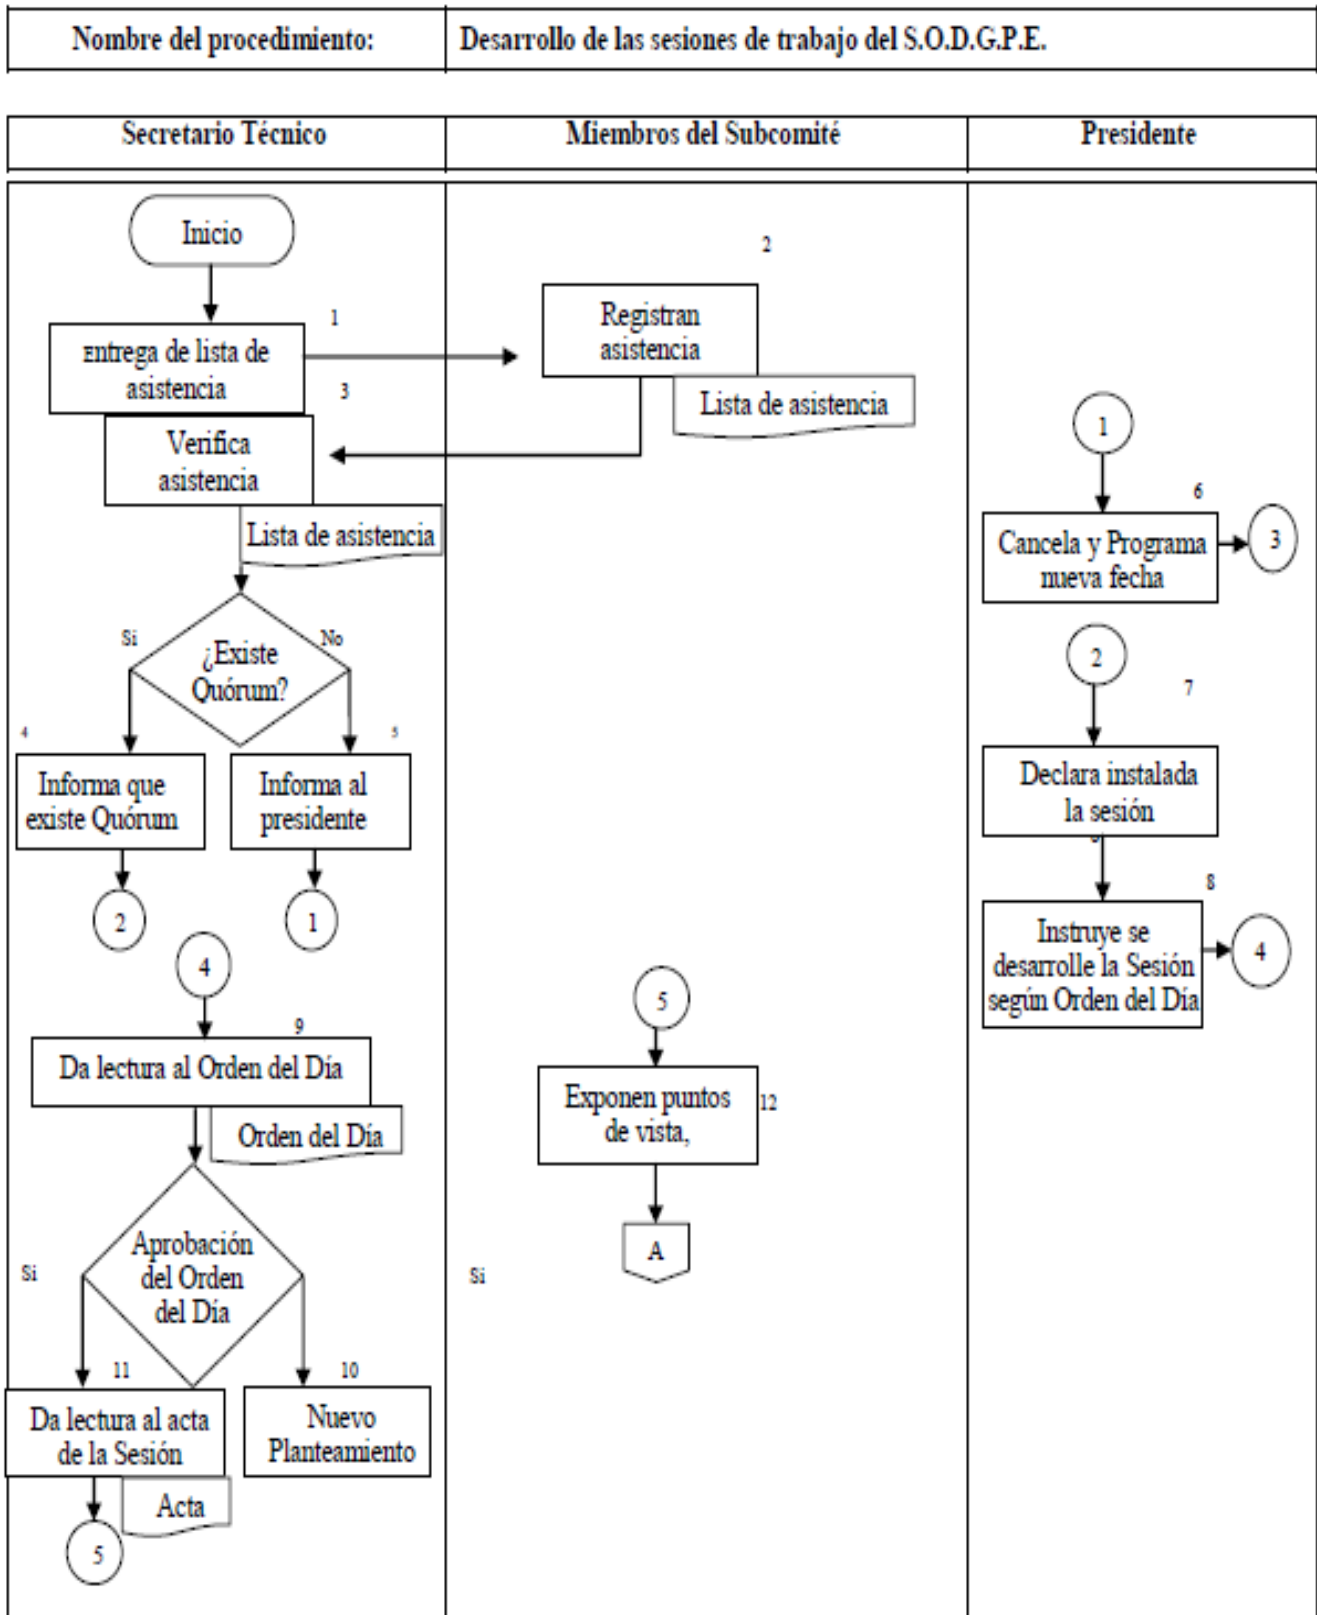 Nombre del procedimiento:
Desarrollo de las sesiones de trabajo del S.O.D.G.P.E.
Secretario Técnico
Miembros del Subcomité
Presidente
Inicio
1
Entrega de lista de
asistencia
3
Verifica
asistencia
Lista de asistencia
¿Existe
Quórum?
Si
No
4
Informa que
existe Quórum
2
5
Informa al
presidente
1
4
9
Da lectura al Orden del Día
Orden del Día
Aprobación
del Orden
del Día
Si
11
Da lectura al acta
de la Sesión
Acta
5
10
Nuevo
Planteamiento
2
Registran
asistencia
Lista de asistencia
5
Exponen puntos
de vista,
12
A
Si
1
6
Cancela y Programa
nueva fecha
3
2
7
Declara instalada
la sesión
8
Instruye se
desarrolle la Sesión
según Orden del Día
4